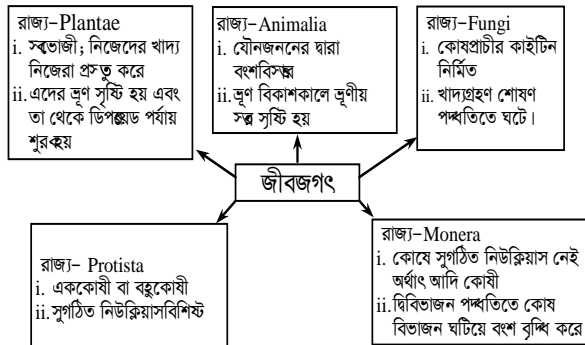 রাজ্য-Plantae
i. স্বভোজী; নিজেদের খাদ্য
নিজেরা প্রস্তু করে
ii. এদের ভ্রূণ সৃষ্টি হয় এবং
তা থেকে ডিপ্লয়েড পর্যায়
শুরু হয়
রাজ্য-Animalia
i. যৌনজননের দ্বারা
বংশবিস্তার
ii. ভ্রূণ বিকাশকালে ভ্রূণীয়
স্তর সৃষ্টি হয়
রাজ্য-Fungi
i. কোষপ্রাচীর কাইটিন
নির্মিত
ii. খাদ্যগ্রহণ শোষণ
পদ্ধতিতে ঘটে।
জীবজগৎ
রাজ্য- Protista
i. এককোষী বা বহুকোষী
ii. সুগঠিত নিউক্লিয়াসবিশিষ্ট
রাজ্য-Monera
i. কোষে সুগঠিত নিউক্লিয়াস নেই
অর্থাৎ আদি কোষী
ii. দ্বিবিভাজন পদ্ধতিতে কোষ
বিভাজন ঘটিয়ে বংশ বৃদ্ধি করে